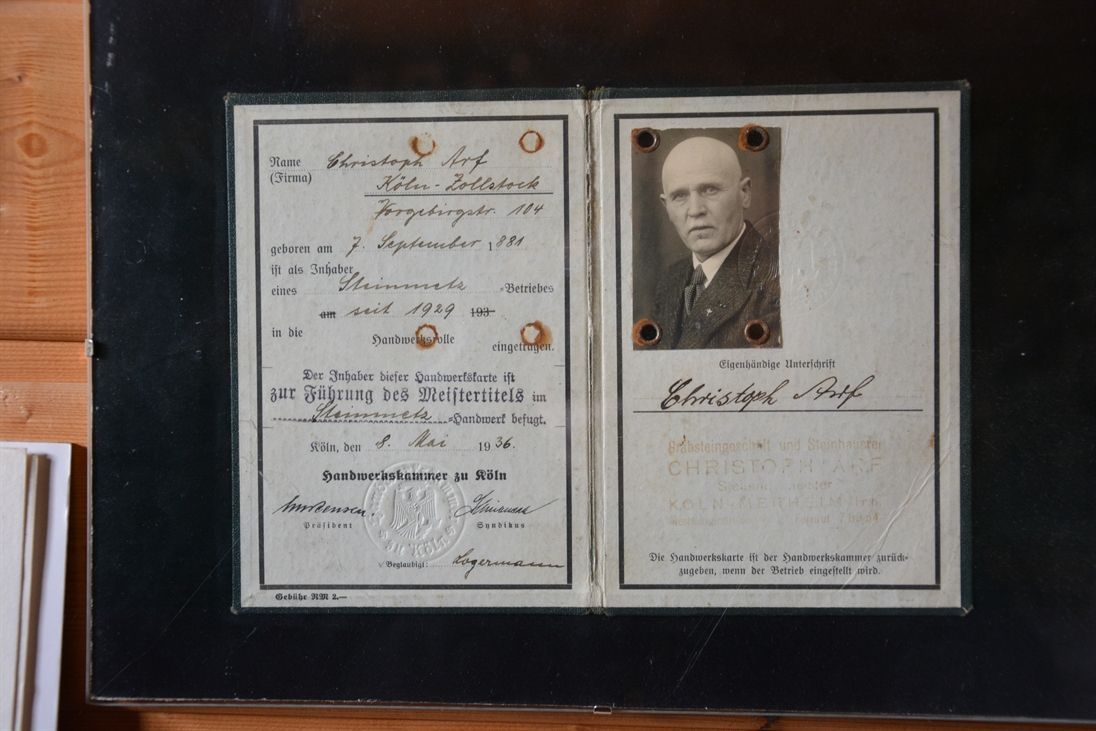 Name Christoph Arf
(Firma) Köln-Zollstock
Vorgebirgstr. 104
geboren am 7. September 1881
ist als Inhaber
eines Steinmetz -Betriebes
am seit 1929 193
in die Handwerksrolle eingetragen.
Der Inhaber dieser Handwerkskarte ist
zur Führung des Meistertitels im
Steinmetz -Handwerk befugt.
Köln, den 8. Mai 1936.
Handwerkskammer zu Köln
Präsident Syndikus
Beglaubigt:
Gebühr RM 2.—
Eigenhändige Unterschrift
Christoph Arf
Grabsteingeschäft und Steinhauerei
CHRISTOPH ARF
KÖLN-MERHEIM
Die Handwerkskarte ist der Handwerkskammer zurück-
zugeben, wenn der Betrieb eingestellt wird.